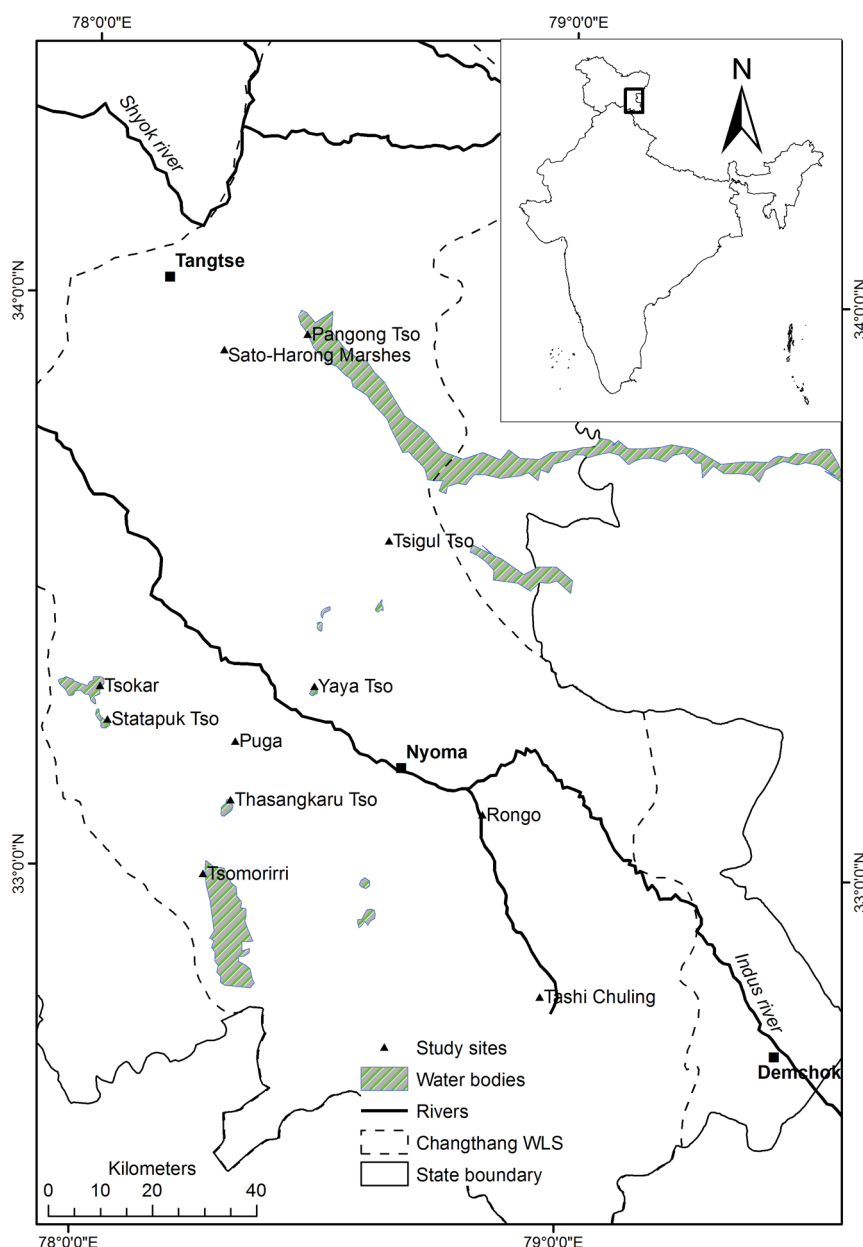 78°0'0"E
79°0'0"E
N
Shyok river
Tangtse
34°0'0"N
34°0'0"N
Pangong Tso
Sato-Harong Marshes
Tsigul Tso
Tsokar
Yaya Tso
Statapuk Tso
Puga
Nyoma
Thasangkaru Tso
Rongo
33°0'0"N
33°0'0"N
Tsomorirri
Indus river
Tashi Chuling
Study sites
Water bodies
Demchok
Rivers
Changthang WLS
State boundary
Kilometers
0 10 20 40
78°0'0"E
79°0'0"E